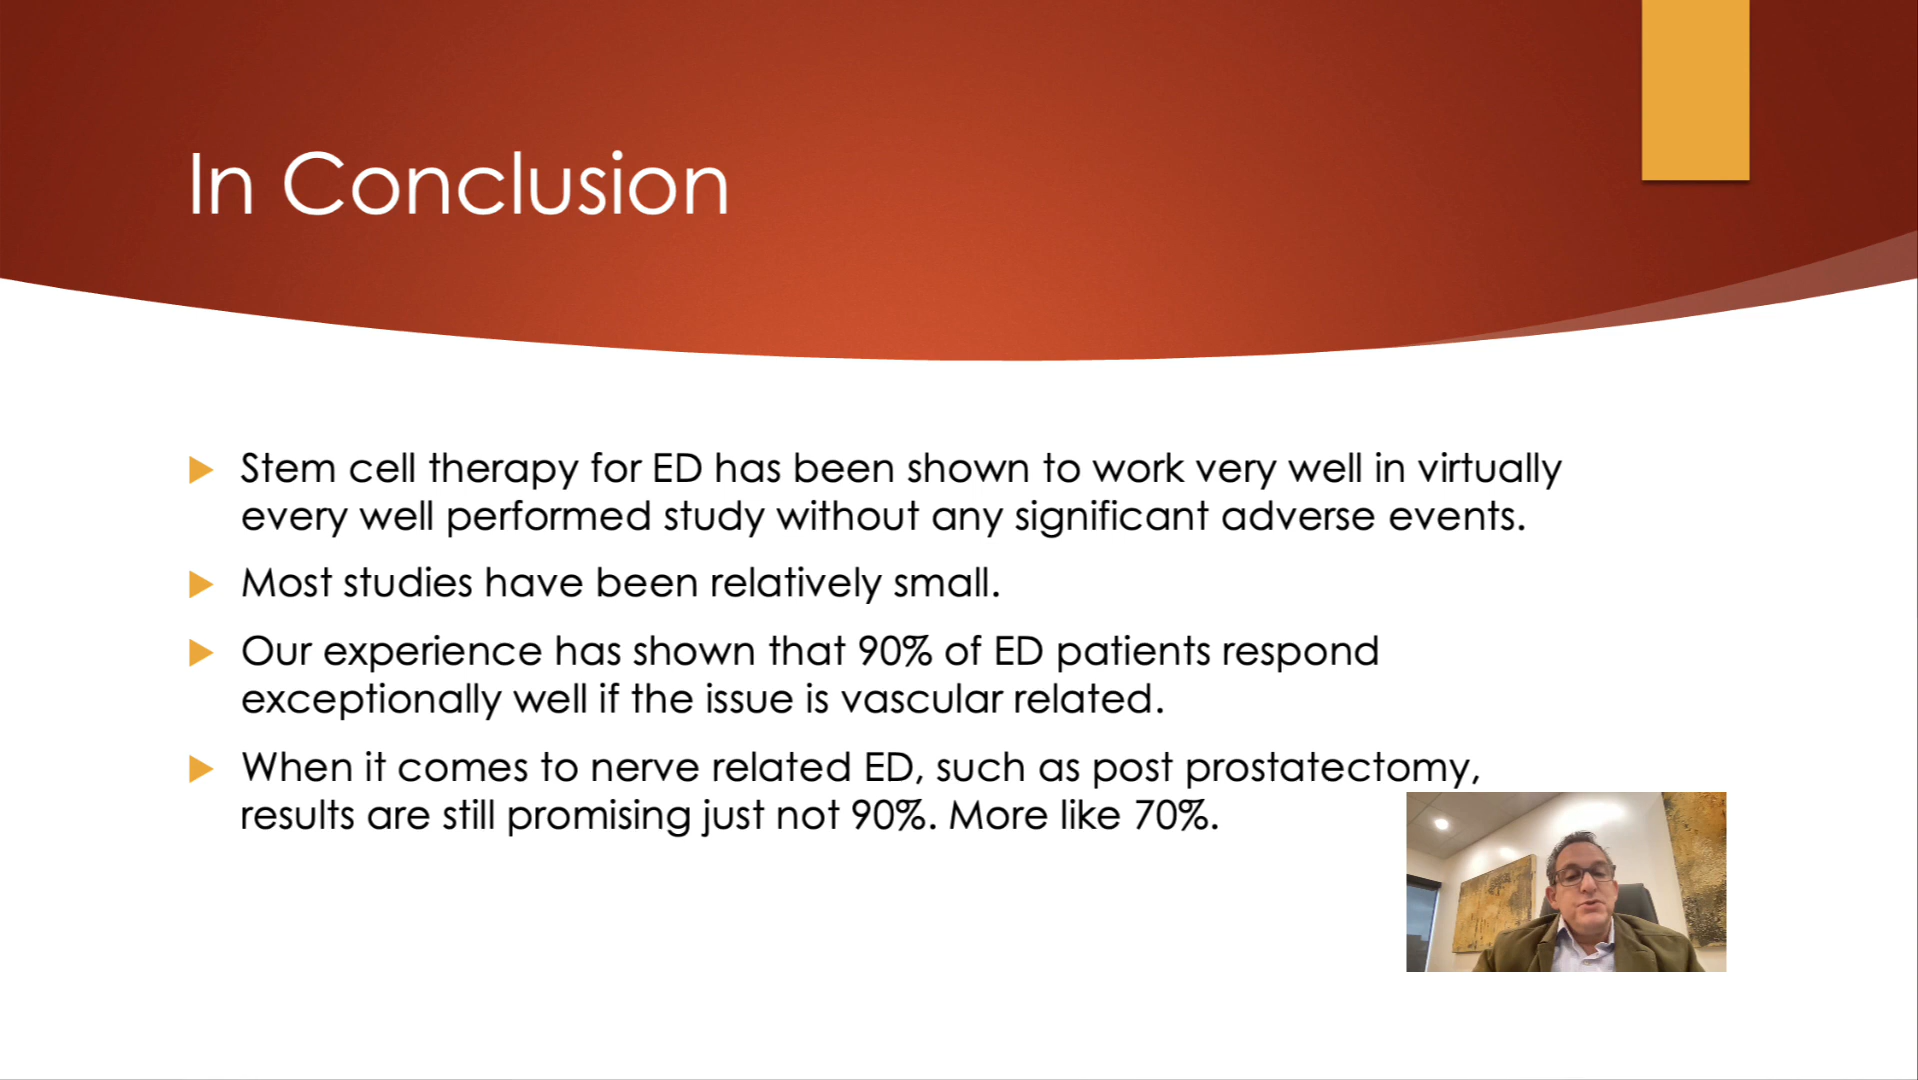 In Conclusion
Stem cell therapy for ED has been shown to work very well in virtually
every well performed study without any significant adverse events.
Most studies have been relatively small.
Our experience has shown that 90% of ED patients respond
exceptionally well if the issue is vascular related.
When it comes to nerve related ED, such as post prostatectomy,
results are still promising just not 90%. More like 70%.